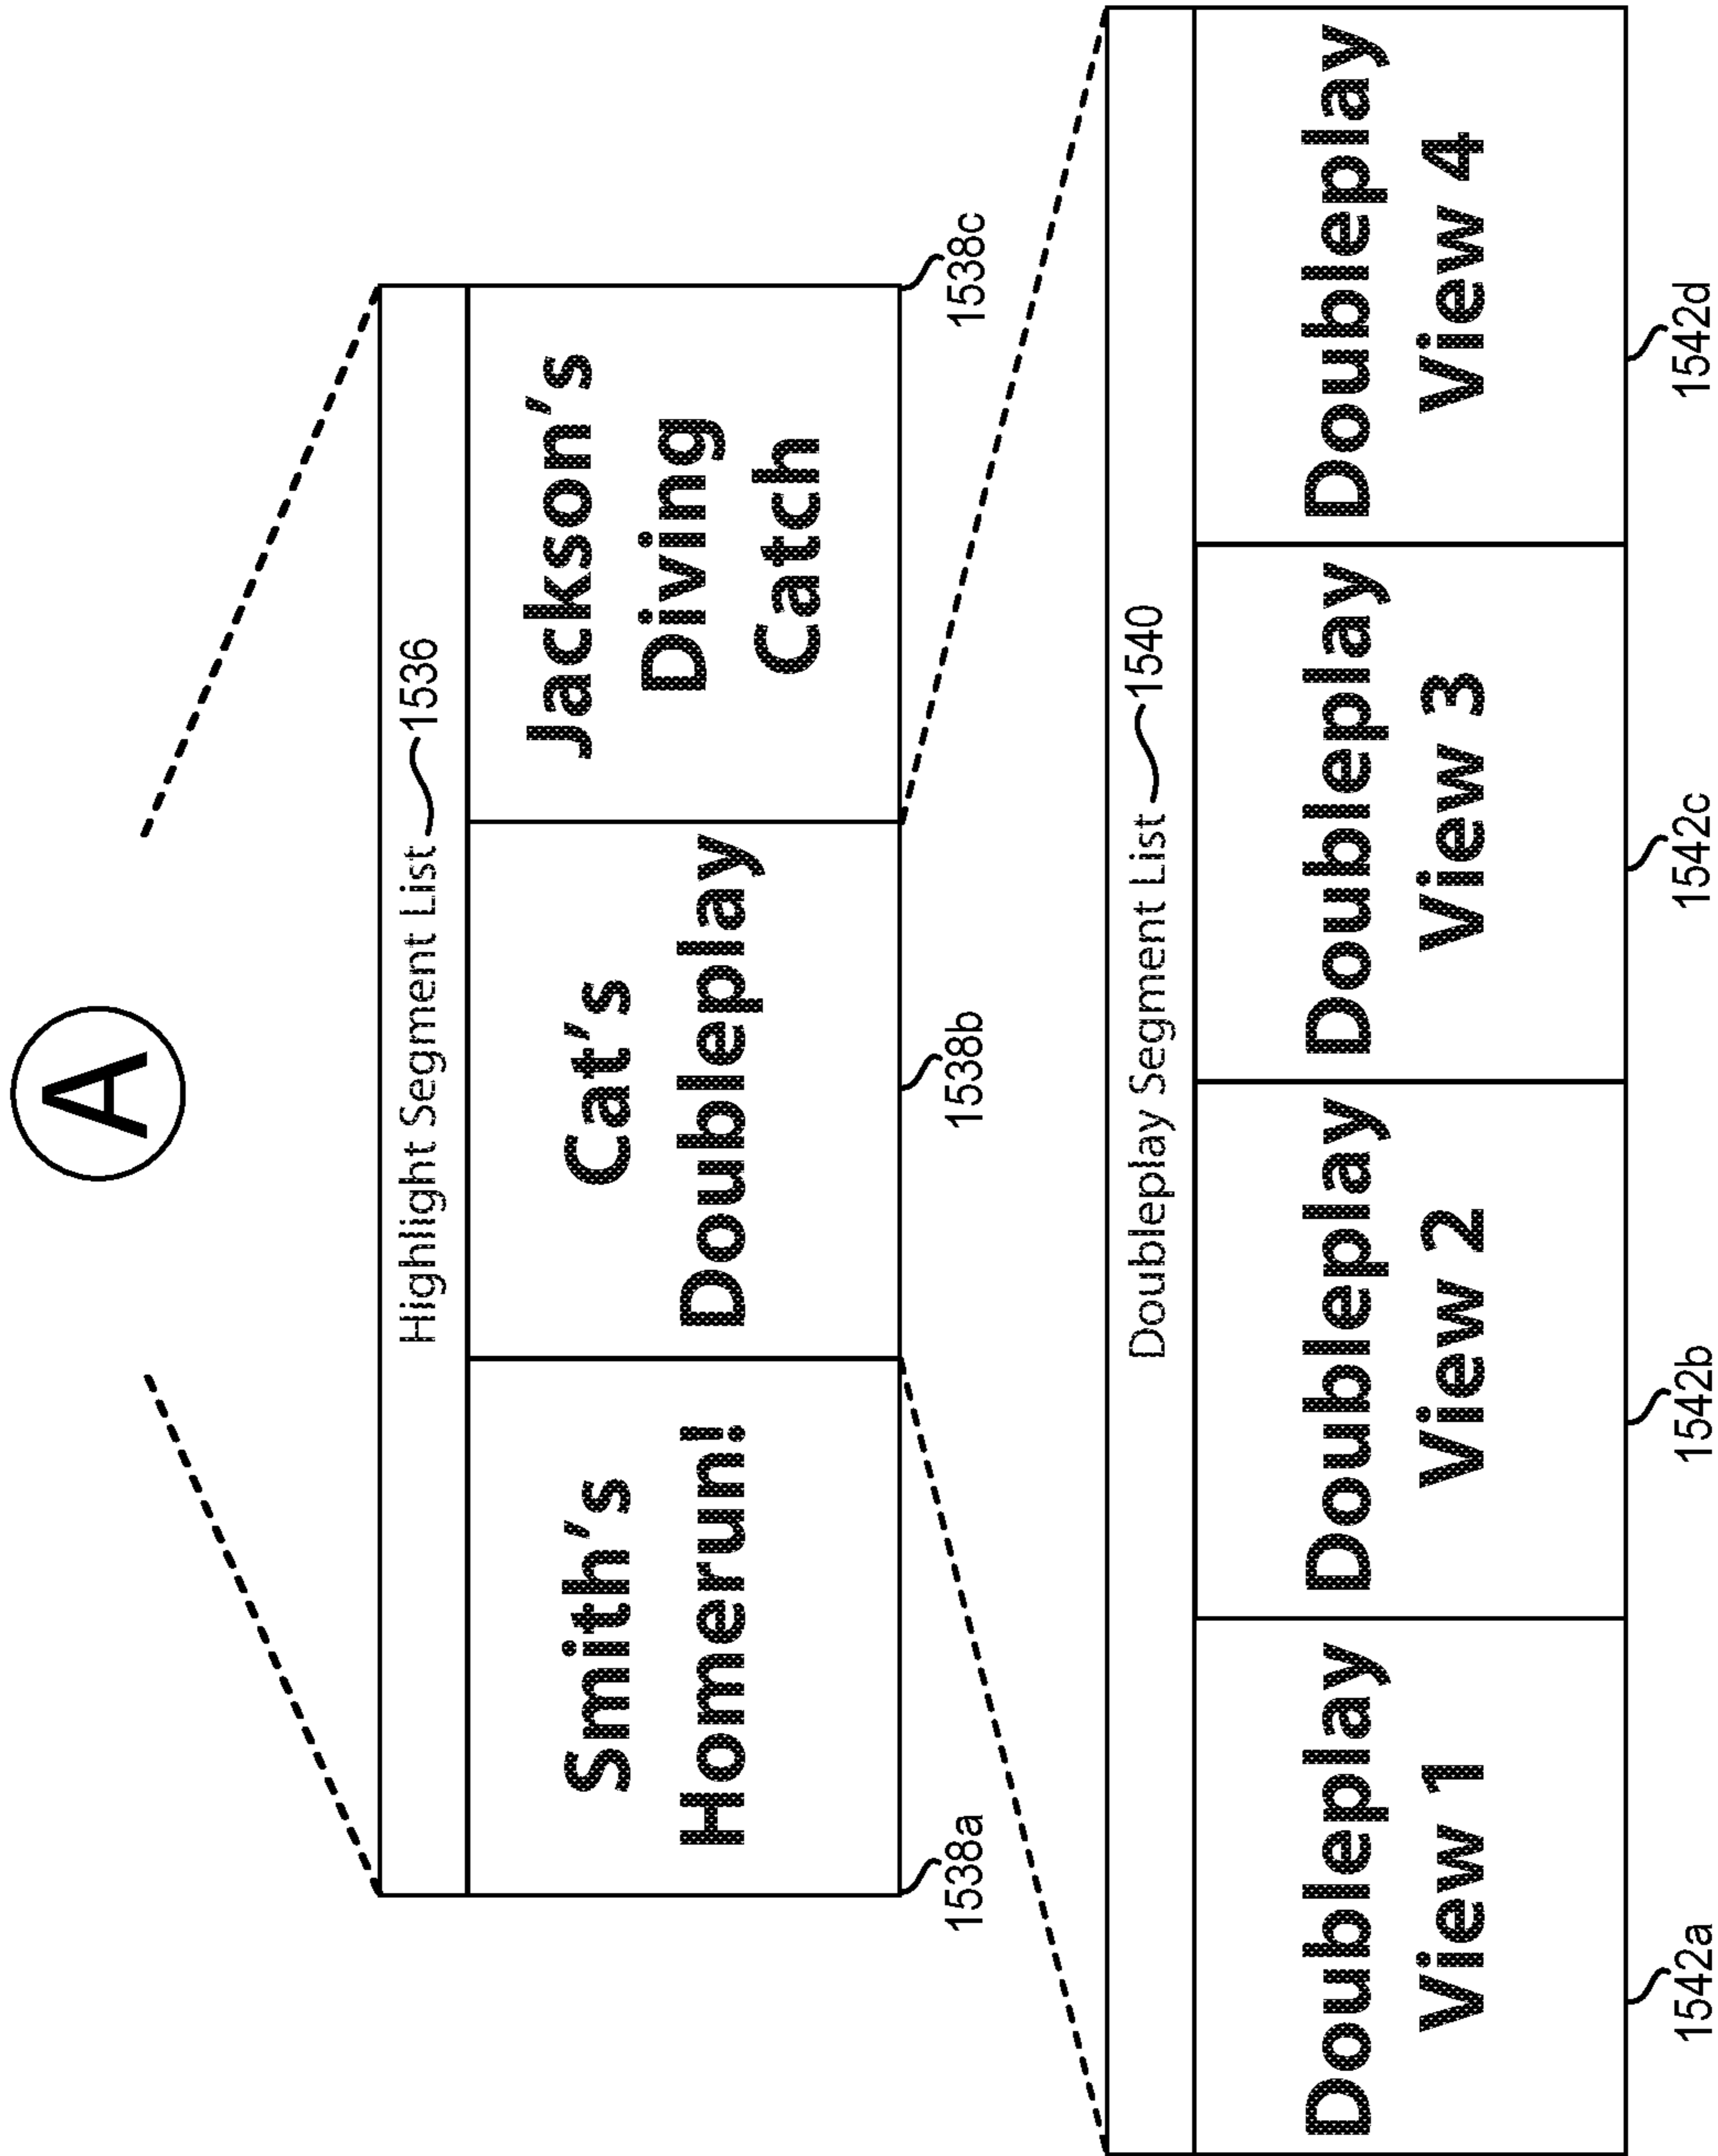 A
Highlight Segment List 1536
Smith's
Homerun!
Cat's
Doubleplay
Jackson's
Diving
Catch
1538a
1538b
1538c
Doubleplay Segment List 1540
Doubleplay
View 1
Doubleplay
View 2
Doubleplay
View 3
Doubleplay
View 4
1542a
1542b
1542c
1542d